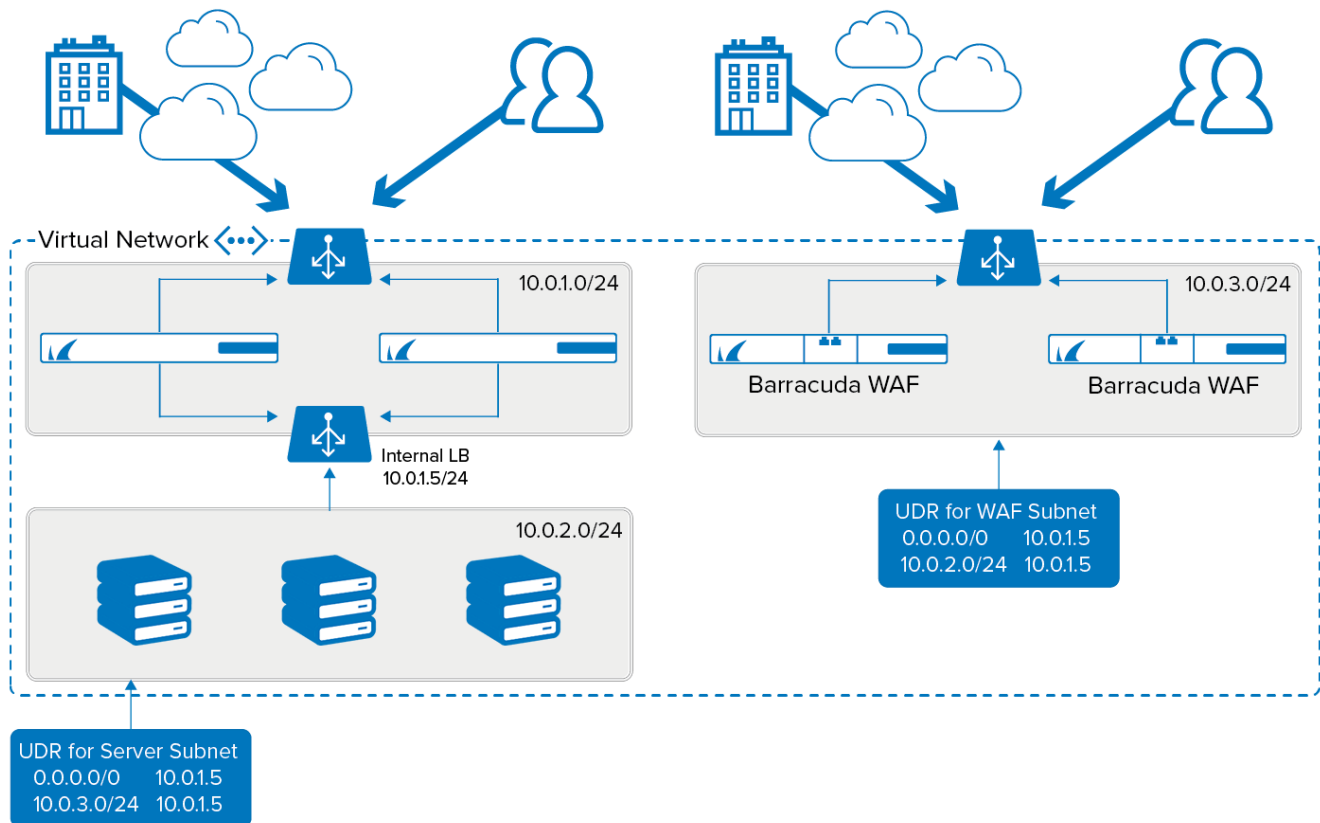 Virtual Network
10.0.1.0/24
Internal LB
10.0.1.5/24
10.0.2.0/24
UDR for Server Subnet
0.0.0.0/0 10.0.1.5
10.0.3.0/24 10.0.1.5
10.0.3.0/24
Barracuda WAF
Barracuda WAF
UDR for WAF Subnet
0.0.0.0/0 10.0.1.5
10.0.2.0/24 10.0.1.5